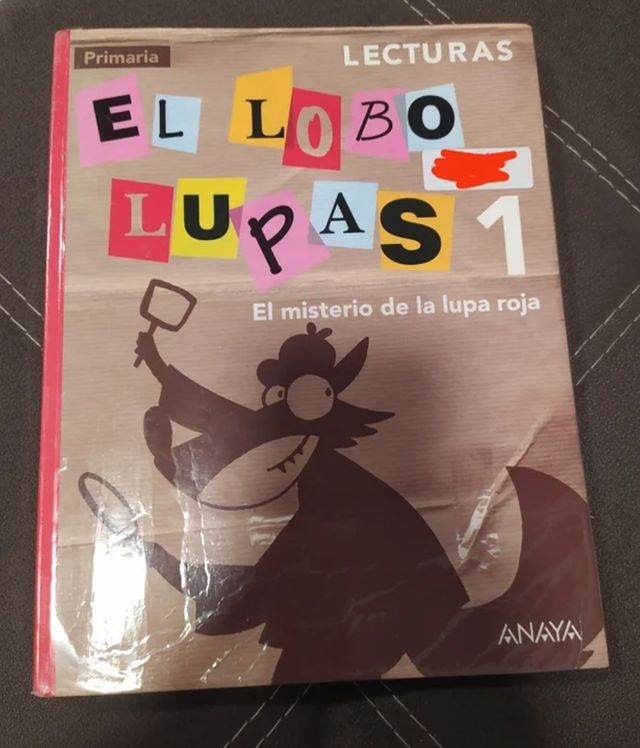 Primaria
LECTURAS
EL LOBO
LUPAS 1
El misterio de la lupa roja
ANAYA